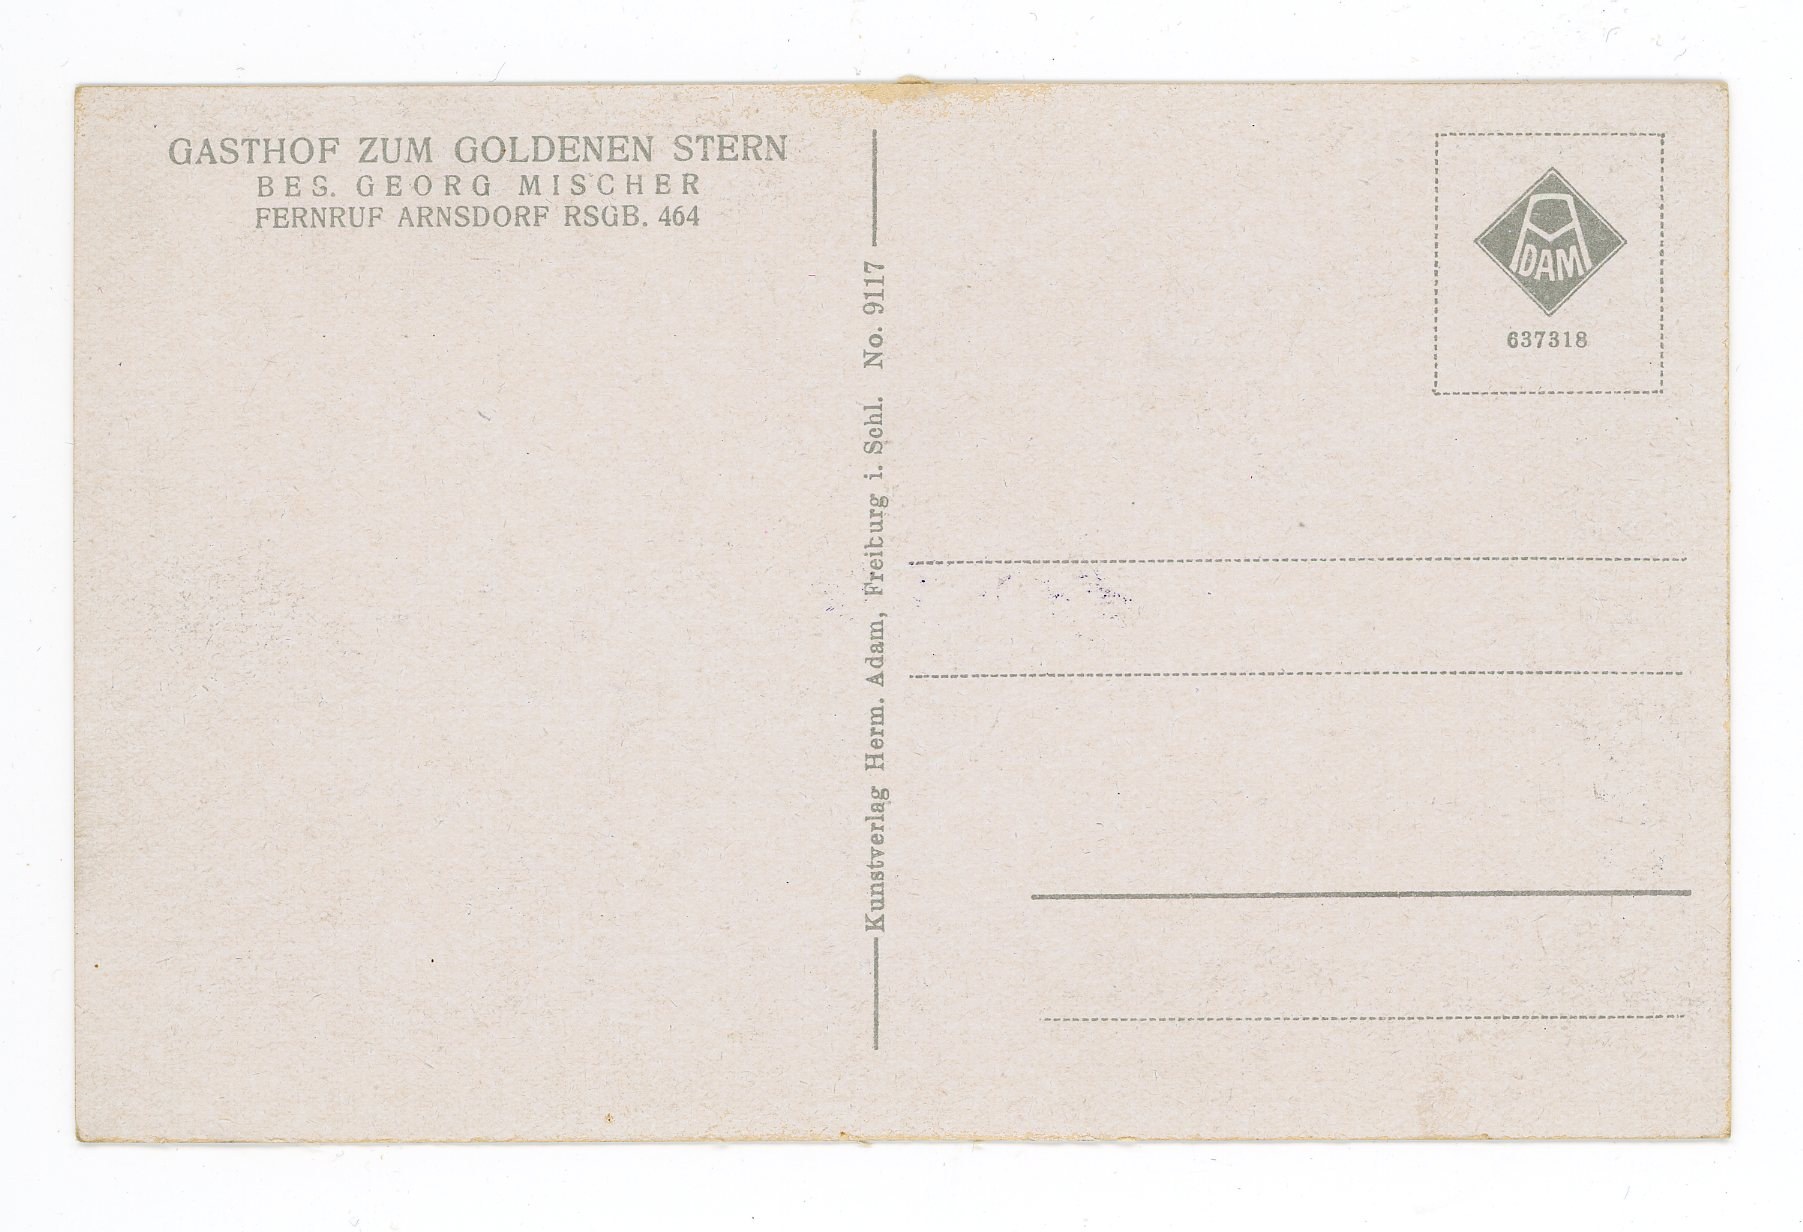 GASTHOF ZUM GOLDENEN STERN
BES. GEORG MISCHER
FERNRUF ARNSDORF RSGB. 464
Kunstverlag Herm. Adam, Freiburg i. Schl. No. 9117
ADAM
637318